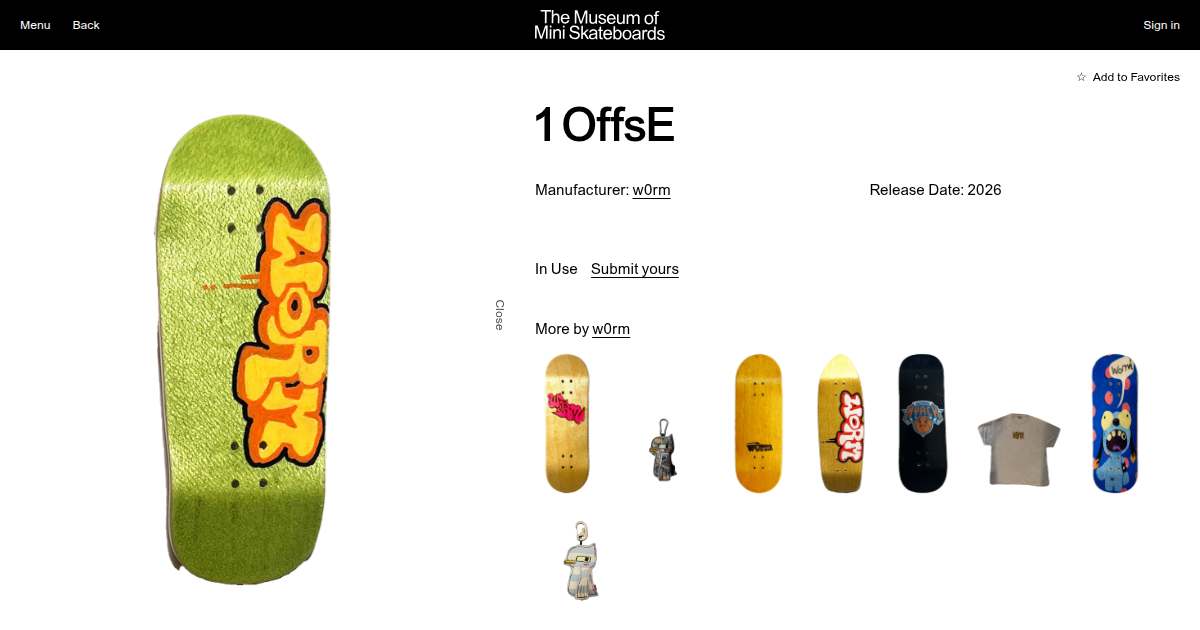 Menu
Back
The Museum of
Mini Skateboards
Sign in
☆ Add to Favorites
1 OffsE
Manufacturer: w0rm
Release Date: 2026
In Use
Submit yours
Close
More by w0rm